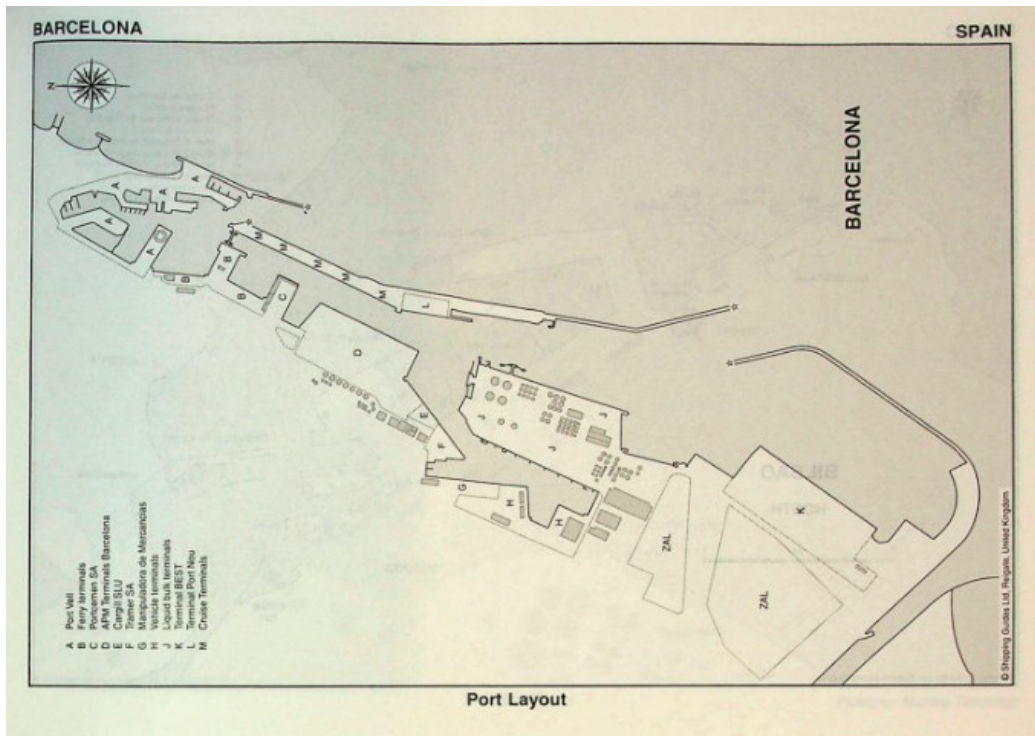 BARCELONA
SPAIN
N
BARCELONA
A Port Vell
B Ferry terminals
C Portcemen SA
D APM Terminals Barcelona
E Cargill SLU
F Tramer SA
G Manipuladora de Mercancias
H Vehicle terminals
J Liquid bulk terminals
K Terminal BEST
L Terminal Port Nou
M Cruise Terminals
A
A
A
A
A
B
B
B
C
D
E
F
G
H
H
J
J
J
K
L
M
M
M
M
M
ZAL
ZAL
© Shipping Guides Ltd, Reigate, United Kingdom
Port Layout